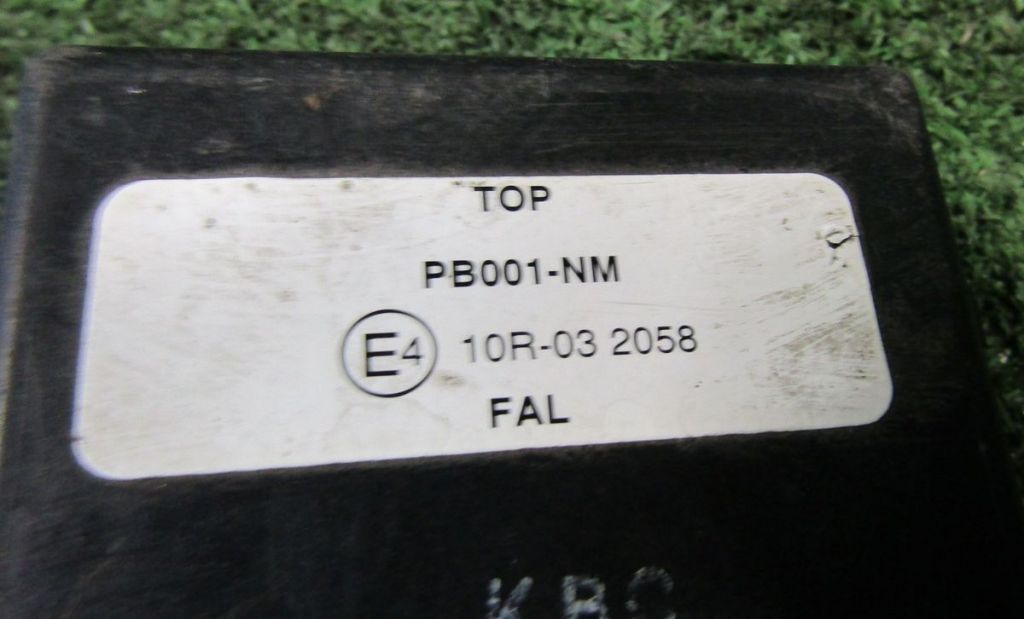 TOP
PB001-NM
E4 10R-03 2058
FAL